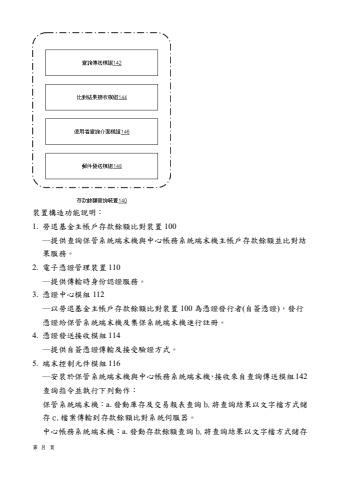 查詢傳送模組142
比對結果接收模組144
使用者查詢介面模組146
郵件發送模組148
存款餘額查詢裝置140
裝置構造功能說明：
1. 勞退基金主帳戶存款餘額比對裝置 100
—提供查詢保管系統端末機與中心帳務系統端末機主帳戶存款餘額並比對結
果服務。
2. 電子憑證管理裝置 110
—提供傳輸時身份認證服務。
3. 憑證中心模組 112
—以勞退基金主帳戶存款餘額比對裝置 100 為憑證發行者(自簽憑證)，發行
憑證給保管系統端末機及集保系統端末機進行註冊。
4. 憑證發送接收模組 114
—提供自簽憑證傳輸及接受驗證方式。
5. 端末控制元件模組 116
—安裝於保管系統端末機與中心帳務系統端末機，接收來自查詢傳送模組142
查詢指令並執行下列動作：
保管系統端末機：a. 發動庫存及交易報表查詢 b. 將查詢結果以文字檔方式儲
存 c. 檔案傳輸到存款餘額比對系統伺服器。
中心帳務系統端末機：a. 發動存款餘額查詢 b. 將查詢結果以文字檔方式儲存